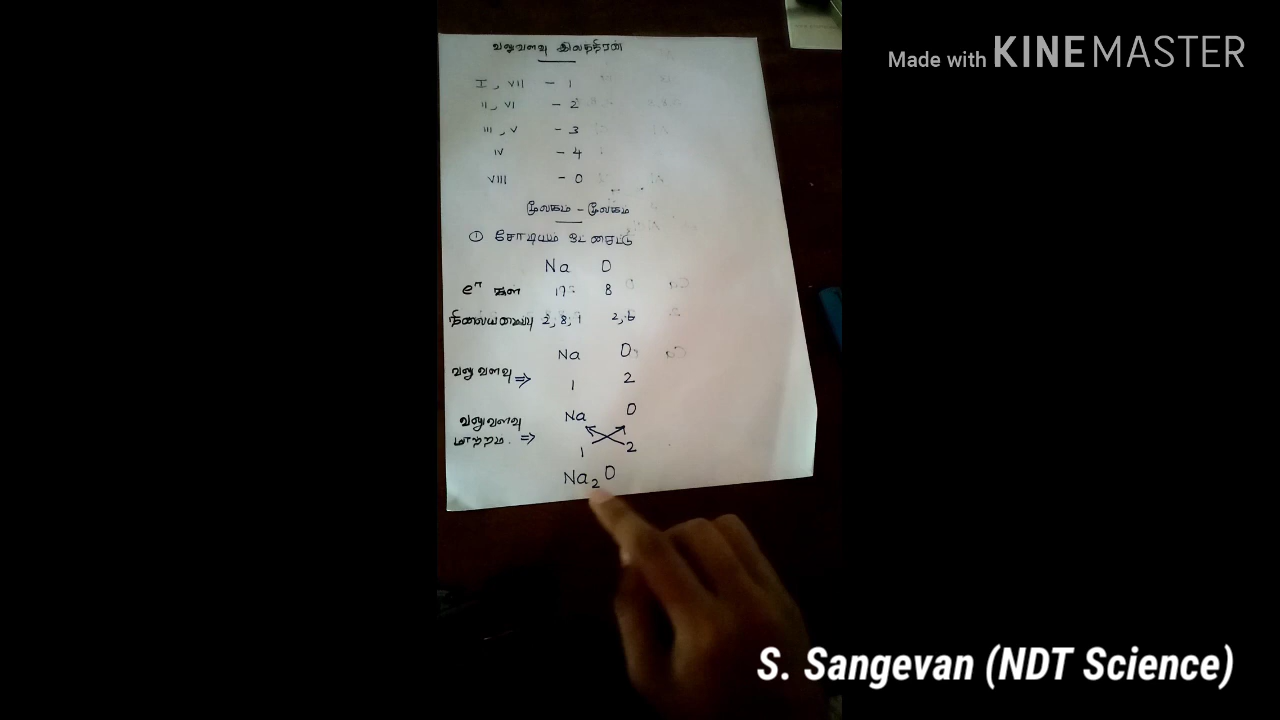 Made with KINEMASTER
வலுவளவு இலத்திரன்
I, VII - 1
II, VI - 2
III, V - 3
IV - 4
VIII - 0
மூலகம் - மூலகம்
① சோடியம் ஒட்சைட்டு
Na O
eⁿ கள் 17 8
நிலையமைவு 2, 8, 1 2, 6
Na O
வலுவளவு ⇒ 1 2
வலுவளவு Na O
மாற்றம். ⇒ 1 2
Na₂O
S. Sangevan (NDT Science)